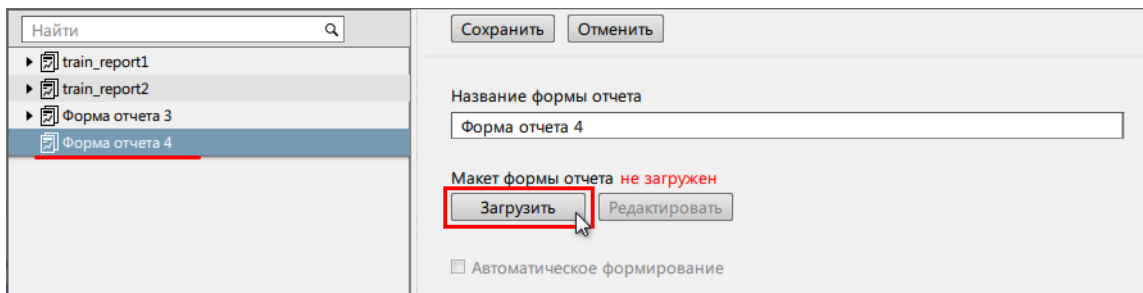 Найти
train_report1
train_report2
Форма отчета 3
Форма отчета 4
Сохранить Отменить
Название формы отчета
Форма отчета 4
Макет формы отчета не загружен
Загрузить Редактировать
Автоматическое формирование